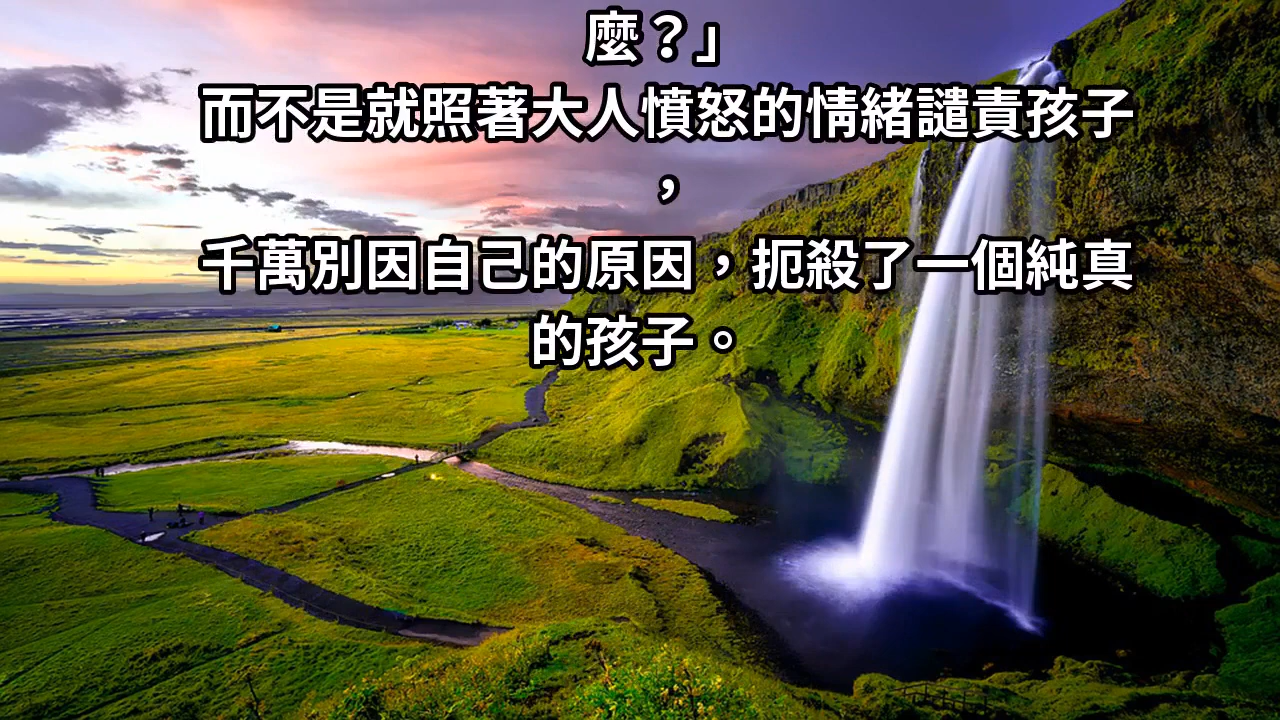 麼？」
而不是就照著大人憤怒的情緒譴責孩子
，
千萬別因自己的原因，扼殺了一個純真
的孩子。